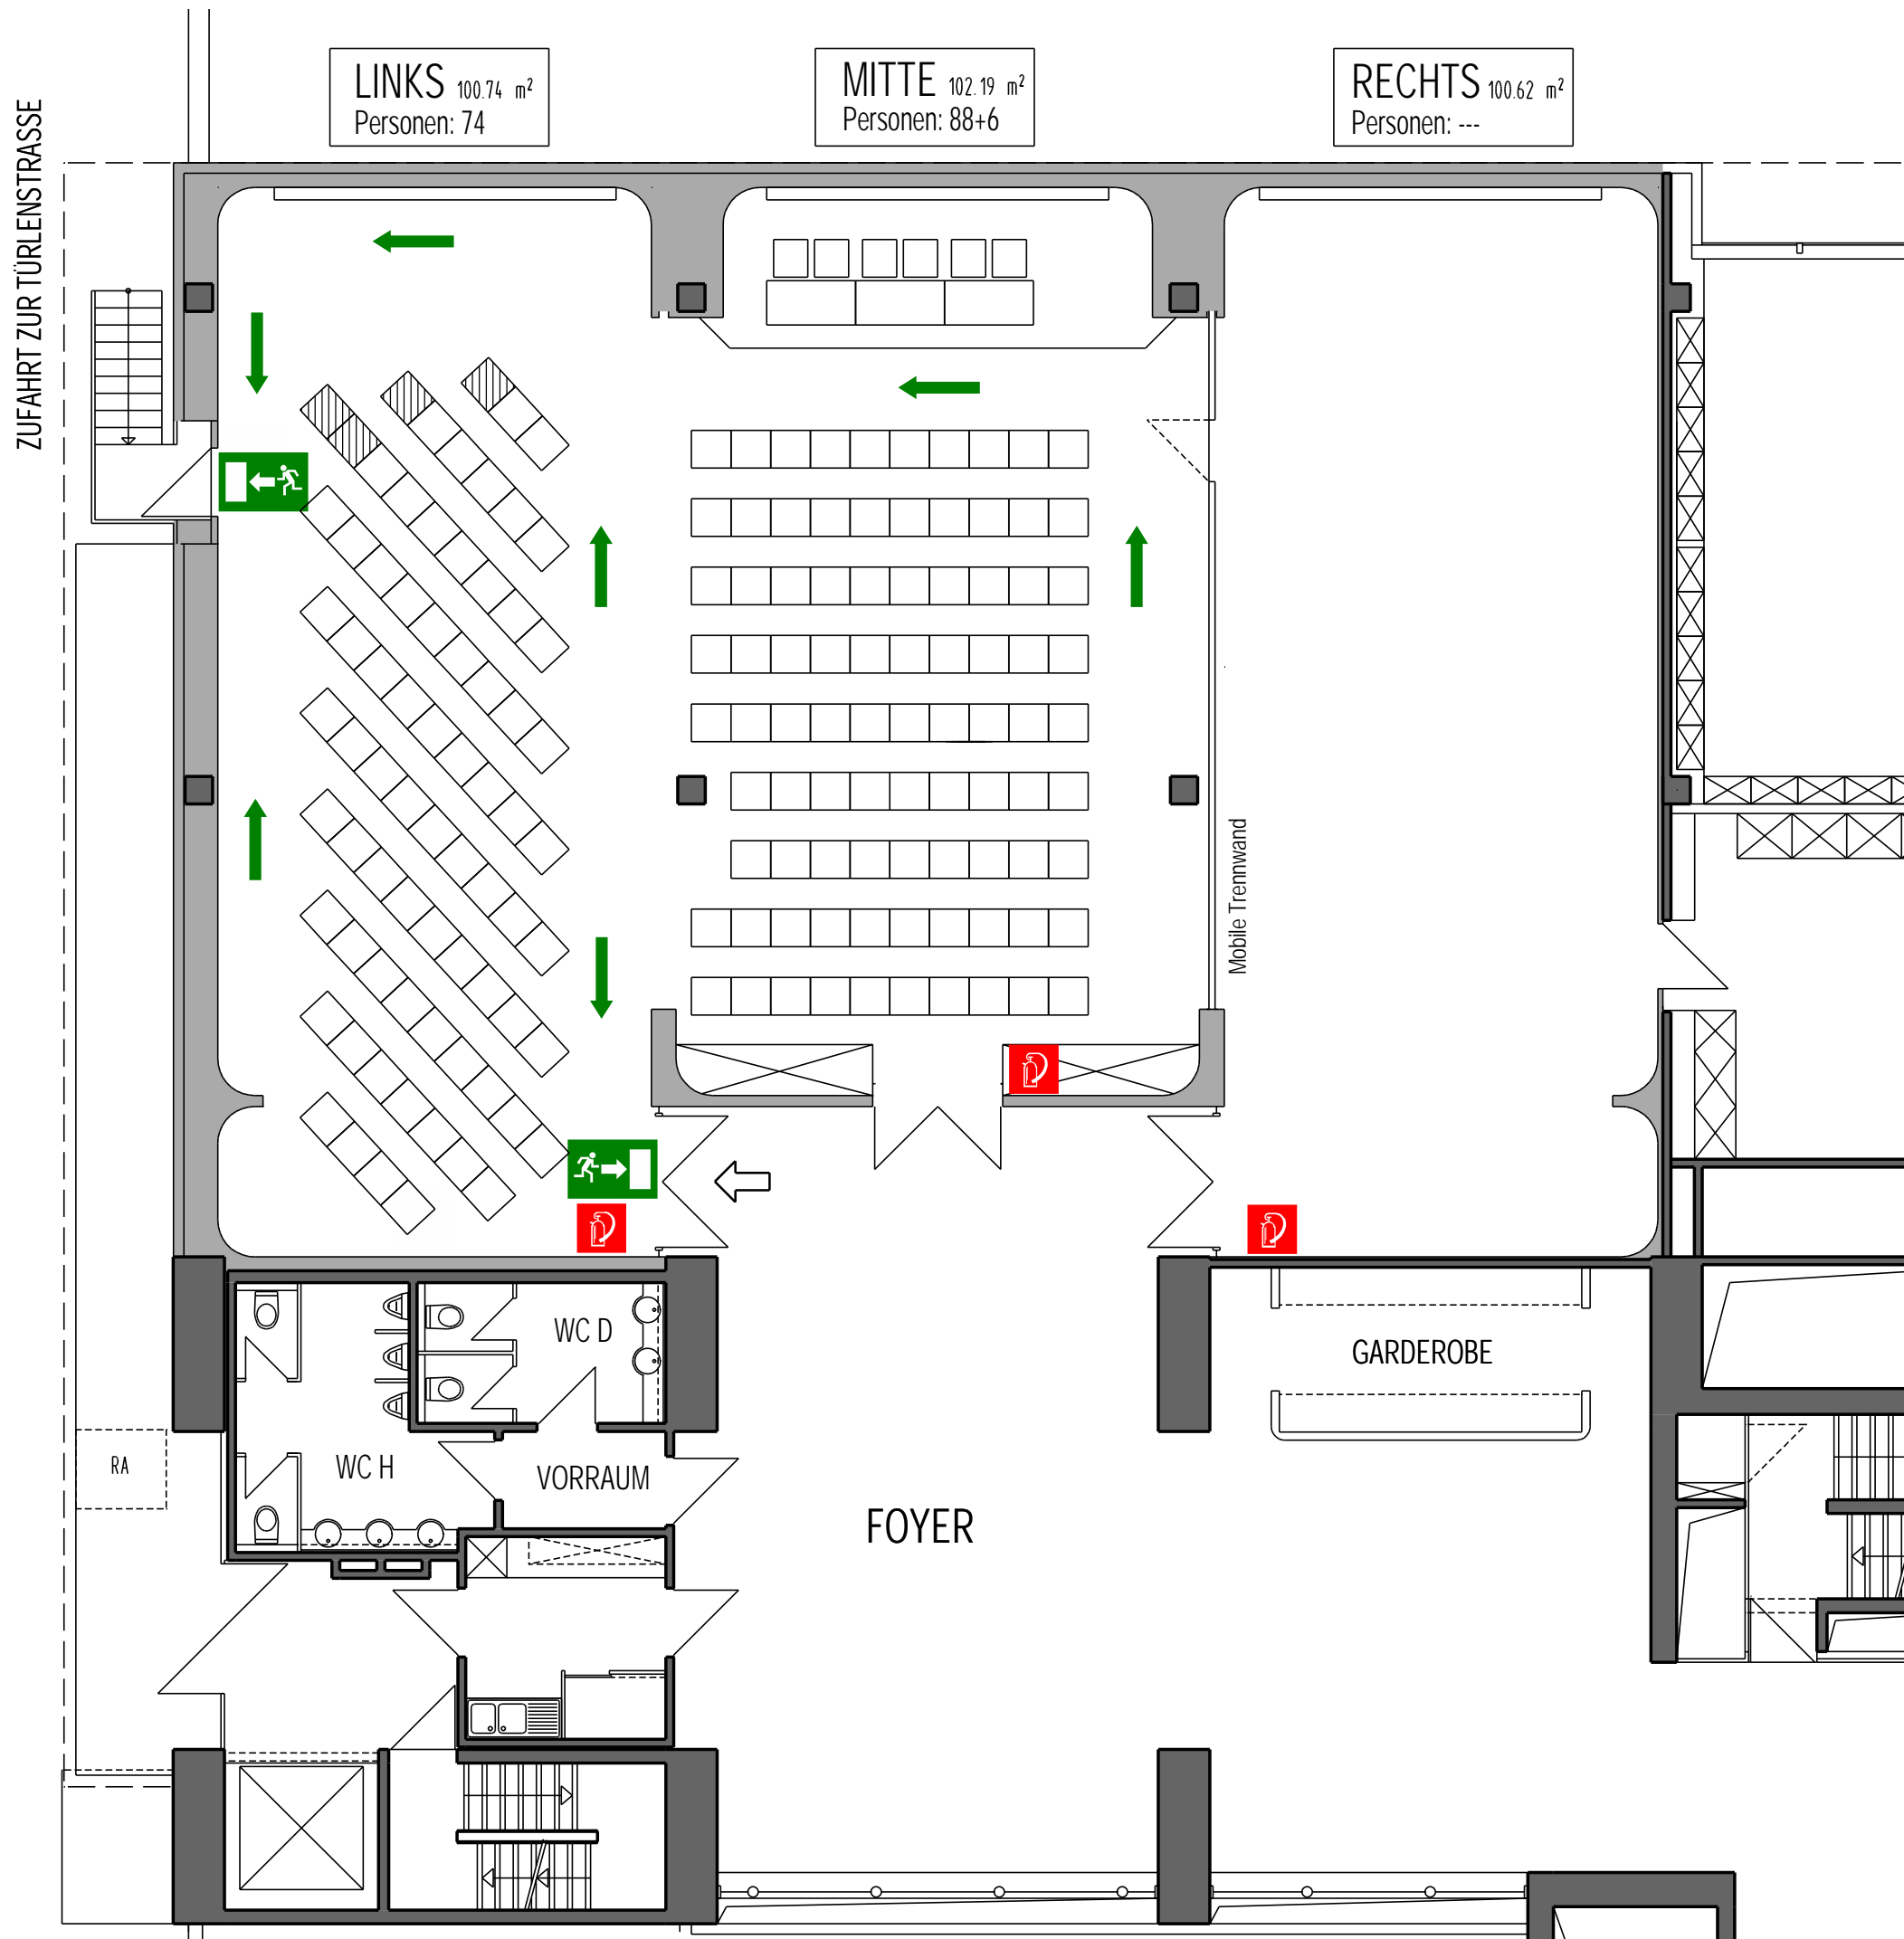 ZUFAHRT ZUR TÜRLENSTRASSE
LINKS 100.74 m²
Personen: 74
MITTE 102.19 m²
Personen: 88+6
RECHTS 100.62 m²
Personen: ---
Mobile Trennwand
WC D
GARDEROBE
RA
WC H
VORRAUM
FOYER